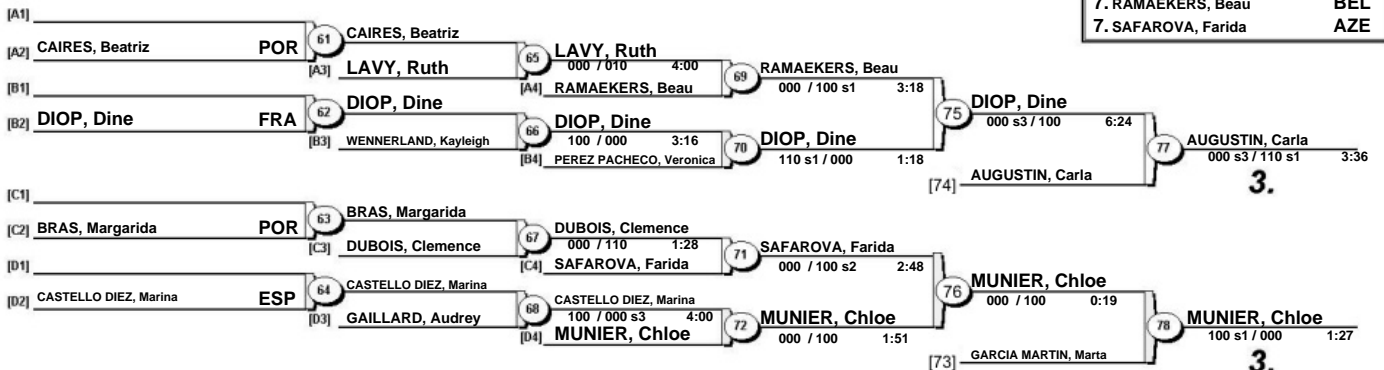 7. RAMAEKERS, Beau BEL
7. SAFAROVA, Farida AZE
[A1]
[A2] CAIRES, Beatriz POR
61 CAIRES, Beatriz
[A3] LAVY, Ruth
65 LAVY, Ruth
000 / 010 4:00
[A4] RAMAEKERS, Beau
69 RAMAEKERS, Beau
000 / 100 s1 3:18
[B1]
[B2] DIOP, Dine FRA
62 DIOP, Dine
[B3] WENNERLAND, Kayleigh
66 DIOP, Dine
100 / 000 3:16
[B4] PEREZ PACHECO, Veronica
70 DIOP, Dine
110 s1 / 000 1:18
75 DIOP, Dine
000 s3 / 100 6:24
[74] AUGUSTIN, Carla
77 AUGUSTIN, Carla
000 s3 / 110 s1 3:36
3.
[C1]
[C2] BRAS, Margarida POR
63 BRAS, Margarida
[C3] DUBOIS, Clemence
67 DUBOIS, Clemence
000 / 110 1:28
[C4] SAFAROVA, Farida
71 SAFAROVA, Farida
000 / 100 s2 2:48
[D1]
[D2] CASTELLO DIEZ, Marina ESP
64 CASTELLO DIEZ, Marina
[D3] GAILLARD, Audrey
68 CASTELLO DIEZ, Marina
100 / 000 s3 4:00
[D4] MUNIER, Chloe
72 MUNIER, Chloe
000 / 100 1:51
76 MUNIER, Chloe
000 / 100 0:19
[73] GARCIA MARTIN, Marta
78 MUNIER, Chloe
100 s1 / 000 1:27
3.